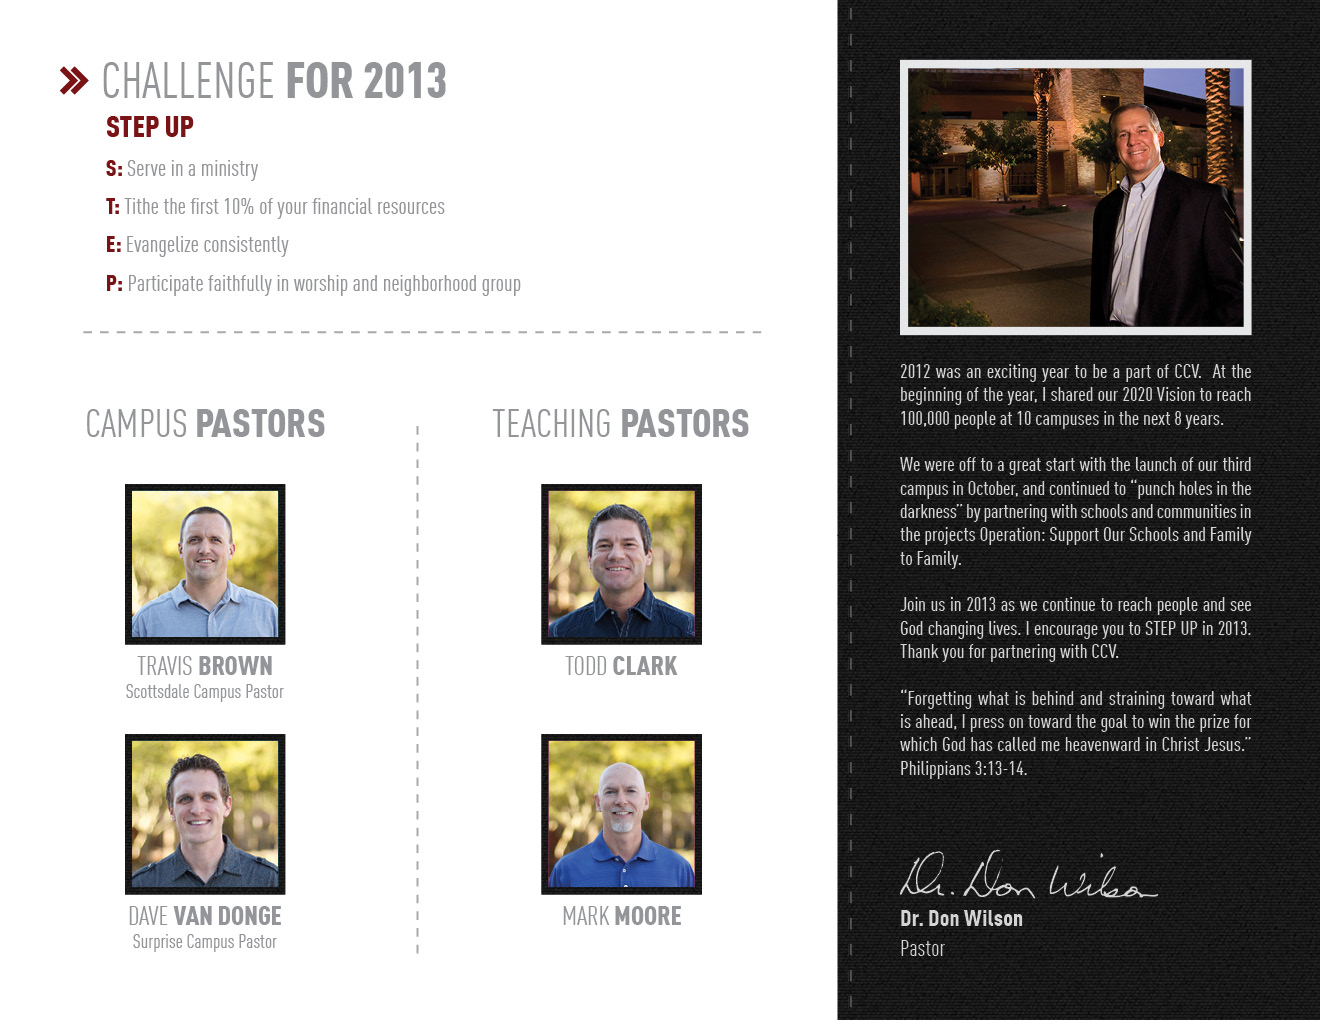 CHALLENGE FOR 2013
STEP UP
S: Serve in a ministry
T: Tithe the first 10% of your financial resources
E: Evangelize consistently
P: Participate faithfully in worship and neighborhood group
CAMPUS PASTORS
TRAVIS BROWN
Scottsdale Campus Pastor
DAVE VAN DONGE
Surprise Campus Pastor
TEACHING PASTORS
TODD CLARK
MARK MOORE
2012 was an exciting year to be a part of CCV. At the
beginning of the year, I shared our 2020 Vision to reach
100,000 people at 10 campuses in the next 8 years.
We were off to a great start with the launch of our third
campus in October, and continued to “punch holes in the
darkness” by partnering with schools and communities in
the projects Operation: Support Our Schools and Family
to Family.
Join us in 2013 as we continue to reach people and see
God changing lives. I encourage you to STEP UP in 2013.
Thank you for partnering with CCV.
“Forgetting what is behind and straining toward what
is ahead, I press on toward the goal to win the prize for
which God has called me heavenward in Christ Jesus.”
Philippians 3:13-14.
Dr. Don Wilson
Dr. Don Wilson
Pastor